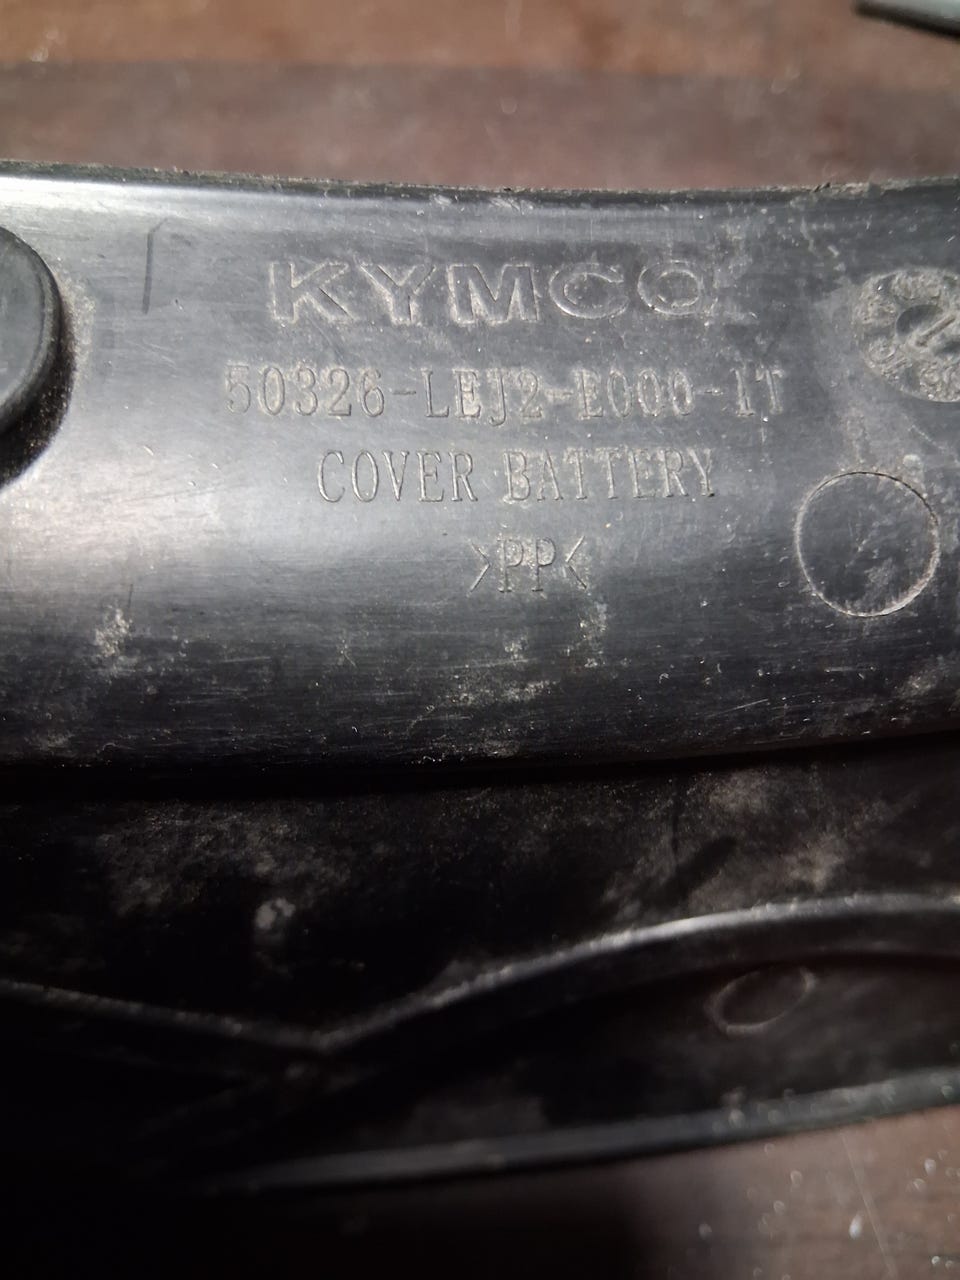 KYMCO
50326-LEJ2-E000-1T
COVER BATTERY
>PP<